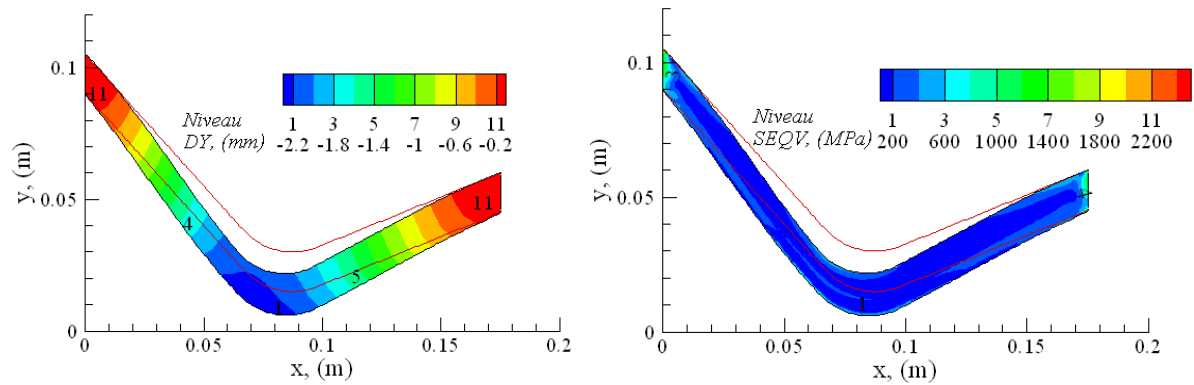 0.1
0.05
0
y, (m)
11
4
1
5
11
Niveau
DY, (mm)
1 3 5 7 9 11
-2.2 -1.8 -1.4 -1 -0.6 -0.2
0 0.05 0.1 0.15 0.2
x, (m)
0.1
0.05
0
y, (m)
3
1
4
Niveau
SEQV, (MPa)
1 3 5 7 9 11
200 600 1000 1400 1800 2200
0 0.05 0.1 0.15 0.2
x, (m)